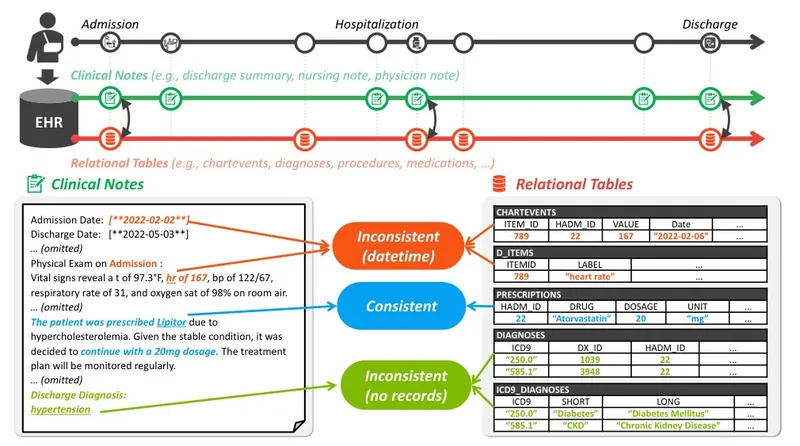 Admission
Hospitalization
Discharge
Clinical Notes (e.g., discharge summary, nursing note, physician note)
EHR
Relational Tables (e.g., chartevents, diagnoses, procedures, medications, ...)
Clinical Notes
Admission Date: [**2022-02-02**]
Discharge Date: [**2022-05-03**]
... (omitted)
Physical Exam on Admission :
Vital signs reveal a t of 97.3°F, hr of 167, bp of 122/67,
respiratory rate of 31, and oxygen sat of 98% on room air.
... (omitted)
The patient was prescribed Lipitor due to
hypercholesterolemia. Given the stable condition, it was
decided to continue with a 20mg dosage. The treatment
plan will be monitored regularly.
... (omitted)
Discharge Diagnosis:
hypertension
Inconsistent
(datetime)
Consistent
Inconsistent
(no records)
Relational Tables
CHARTEVENTS
ITEM_ID HADM_ID VALUE Date ...
789 22 167 "2022-02-06" ...
D_ITEMS
ITEMID LABEL ...
789 "heart rate" ...
PRESCRIPTIONS
HADM_ID DRUG DOSAGE UNIT ...
22 "Atorvastatin" 20 "mg" ...
DIAGNOSES
ICD9 DX_ID HADM_ID ...
"250.0" 1039 22 ...
"585.1" 3948 22 ...
ICD9_DIAGNOSES
ICD9 SHORT LONG ...
"250.0" "Diabetes" "Diabetes Mellitus" ...
"585.1" "CKD" "Chronic Kidney Disease" ...